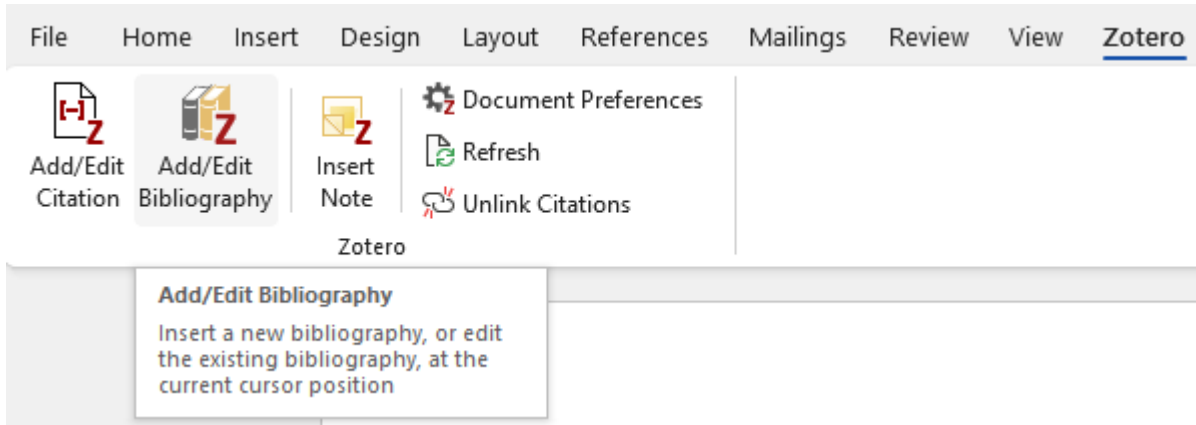 File Home Insert Design Layout References Mailings Review View Zotero
[-] Z
Z
Z
Add/Edit Citation
Add/Edit Bibliography
Insert Note
Z Document Preferences
Refresh
Unlink Citations
Zotero
Add/Edit Bibliography
Insert a new bibliography, or edit
the existing bibliography, at the
current cursor position